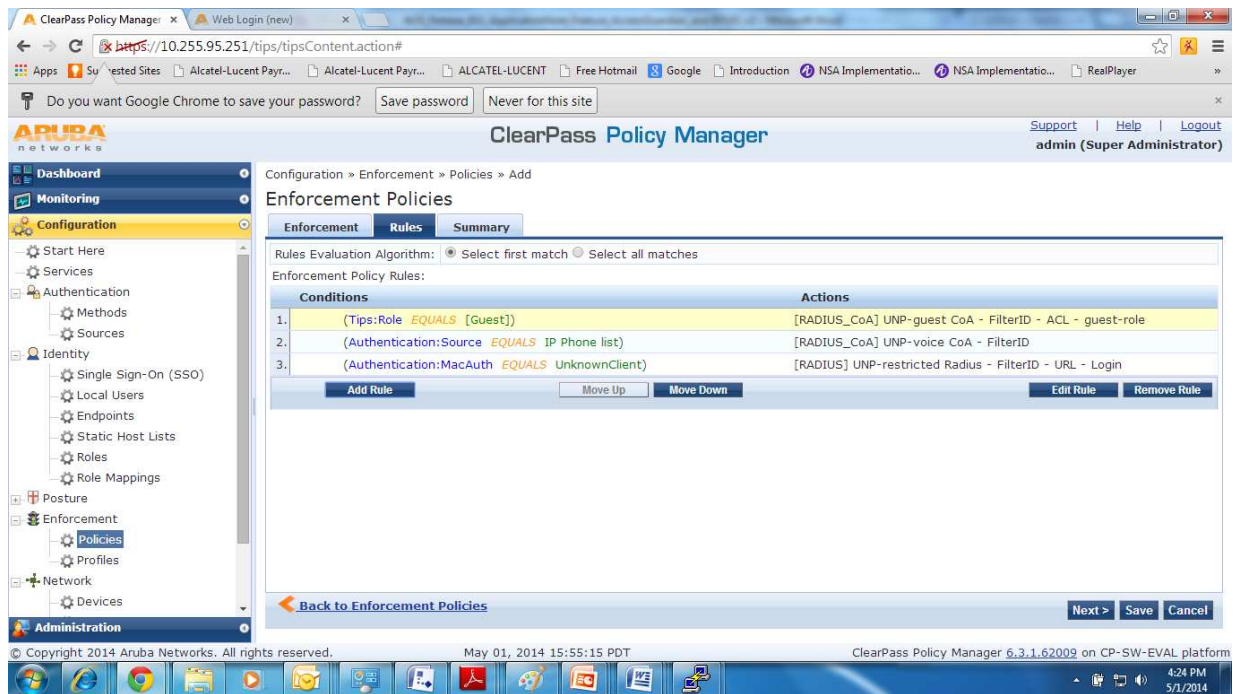 ClearPass Policy Manager × Web Login (new) ×
https://10.255.95.251/tips/tipsContent.action#
Apps Alcatel-Lucent Payr... Alcatel-Lucent Payr... ALCATEL-LUCENT Free Hotmail Google Introduction NSA Implementatio... NSA Implementatio... RealPlayer »
Do you want Google Chrome to save your password? Save password Never for this site ×
ARUBA networks
ClearPass Policy Manager
Support | Help | Logout
admin (Super Administrator)
Dashboard
Monitoring
Configuration
Start Here
Services
Authentication
Methods
Sources
Identity
Single Sign-On (SSO)
Local Users
Endpoints
Static Host Lists
Roles
Role Mappings
Posture
Enforcement
Policies
Profiles
Network
Devices
Administration
Configuration » Enforcement » Policies » Add
Enforcement Policies
Enforcement Rules Summary
Rules Evaluation Algorithm: Select first match Select all matches
Enforcement Policy Rules:
Conditions Actions
1. (Tips:Role EQUALS [Guest]) [RADIUS_CoA] UNP-guest CoA - FilterID - ACL - guest-role
2. (Authentication:Source EQUALS IP Phone list) [RADIUS_CoA] UNP-voice CoA - FilterID
3. (Authentication:MacAuth EQUALS UnknownClient) [RADIUS] UNP-restricted Radius - FilterID - URL - Login
Add Rule Move Up Move Down Edit Rule Remove Rule
Back to Enforcement Policies Next > Save Cancel
© Copyright 2014 Aruba Networks. All rights reserved. May 01, 2014 15:55:15 PDT ClearPass Policy Manager 6.3.1.62009 on CP-SW-EVAL platform
4:24 PM
5/1/2014